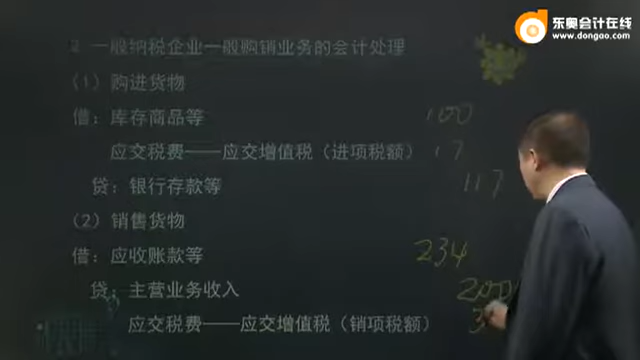 东奥会计在线
www.dongao.com
2 一般纳税企业一般购销业务的会计处理
（1）购进货物
借：库存商品等 100
应交税费——应交增值税（进项税额） 17
贷：银行存款等 117
（2）销售货物
借：应收账款等 234
贷：主营业务收入 200
应交税费——应交增值税（销项税额） 3